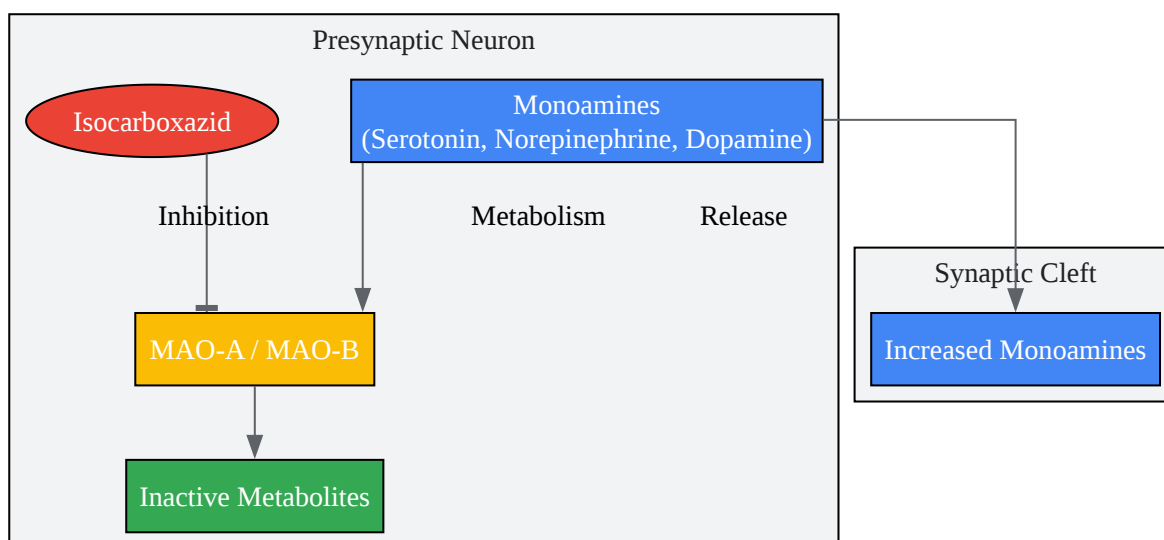 Presynaptic Neuron
Isocarboxazid
Monoamines
(Serotonin, Norepinephrine, Dopamine)
Inhibition
Metabolism
Release
Synaptic Cleft
MAO-A / MAO-B
Increased Monoamines
Inactive Metabolites